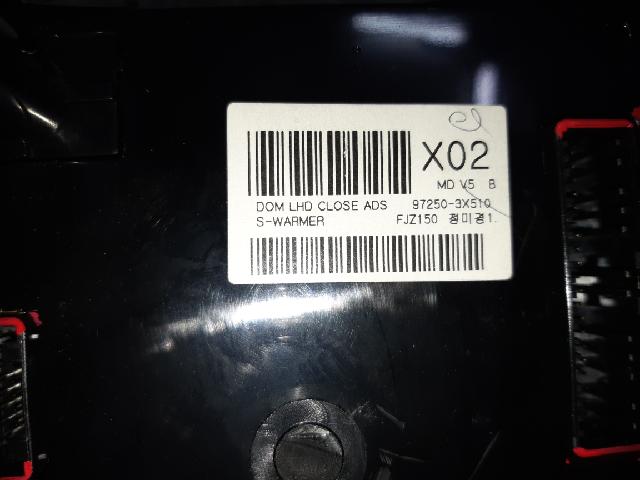 X02
MD V5 B
DOM LHD CLOSE ADS 97250-3X510
S-WARMER FJZ150 정미경1.